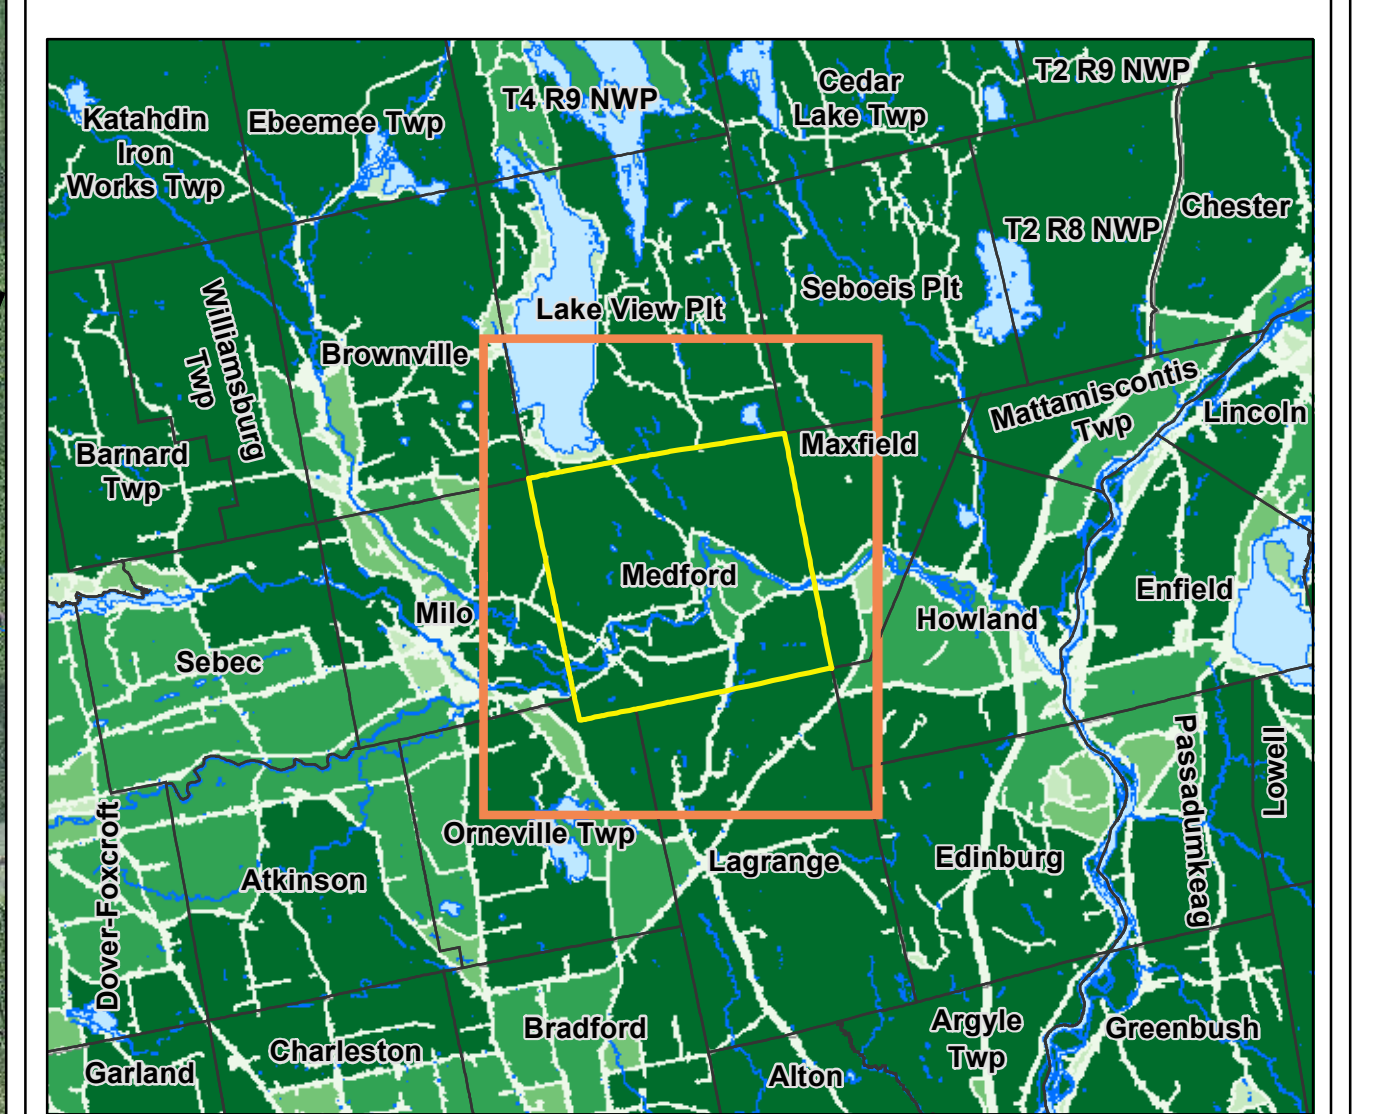 T2 R9 NWP
Cedar
Lake Twp
T4 R9 NWP
Katahdin
Iron
Works Twp
Ebeemee Twp
Chester
T2 R8 NWP
Seboeis Plt
Lake View Plt
Williamsburg
Twp
Brownville
Mattamiscontis
Twp
Lincoln
Barnard
Twp
Maxfield
Medford
Enfield
Milo
Howland
Sebec
Passadumkeag
Lowell
Dover-Foxcroft
Orneville Twp
Lagrange
Edinburg
Atkinson
Bradford
Argyle
Twp
Greenbush
Charleston
Garland
Alton